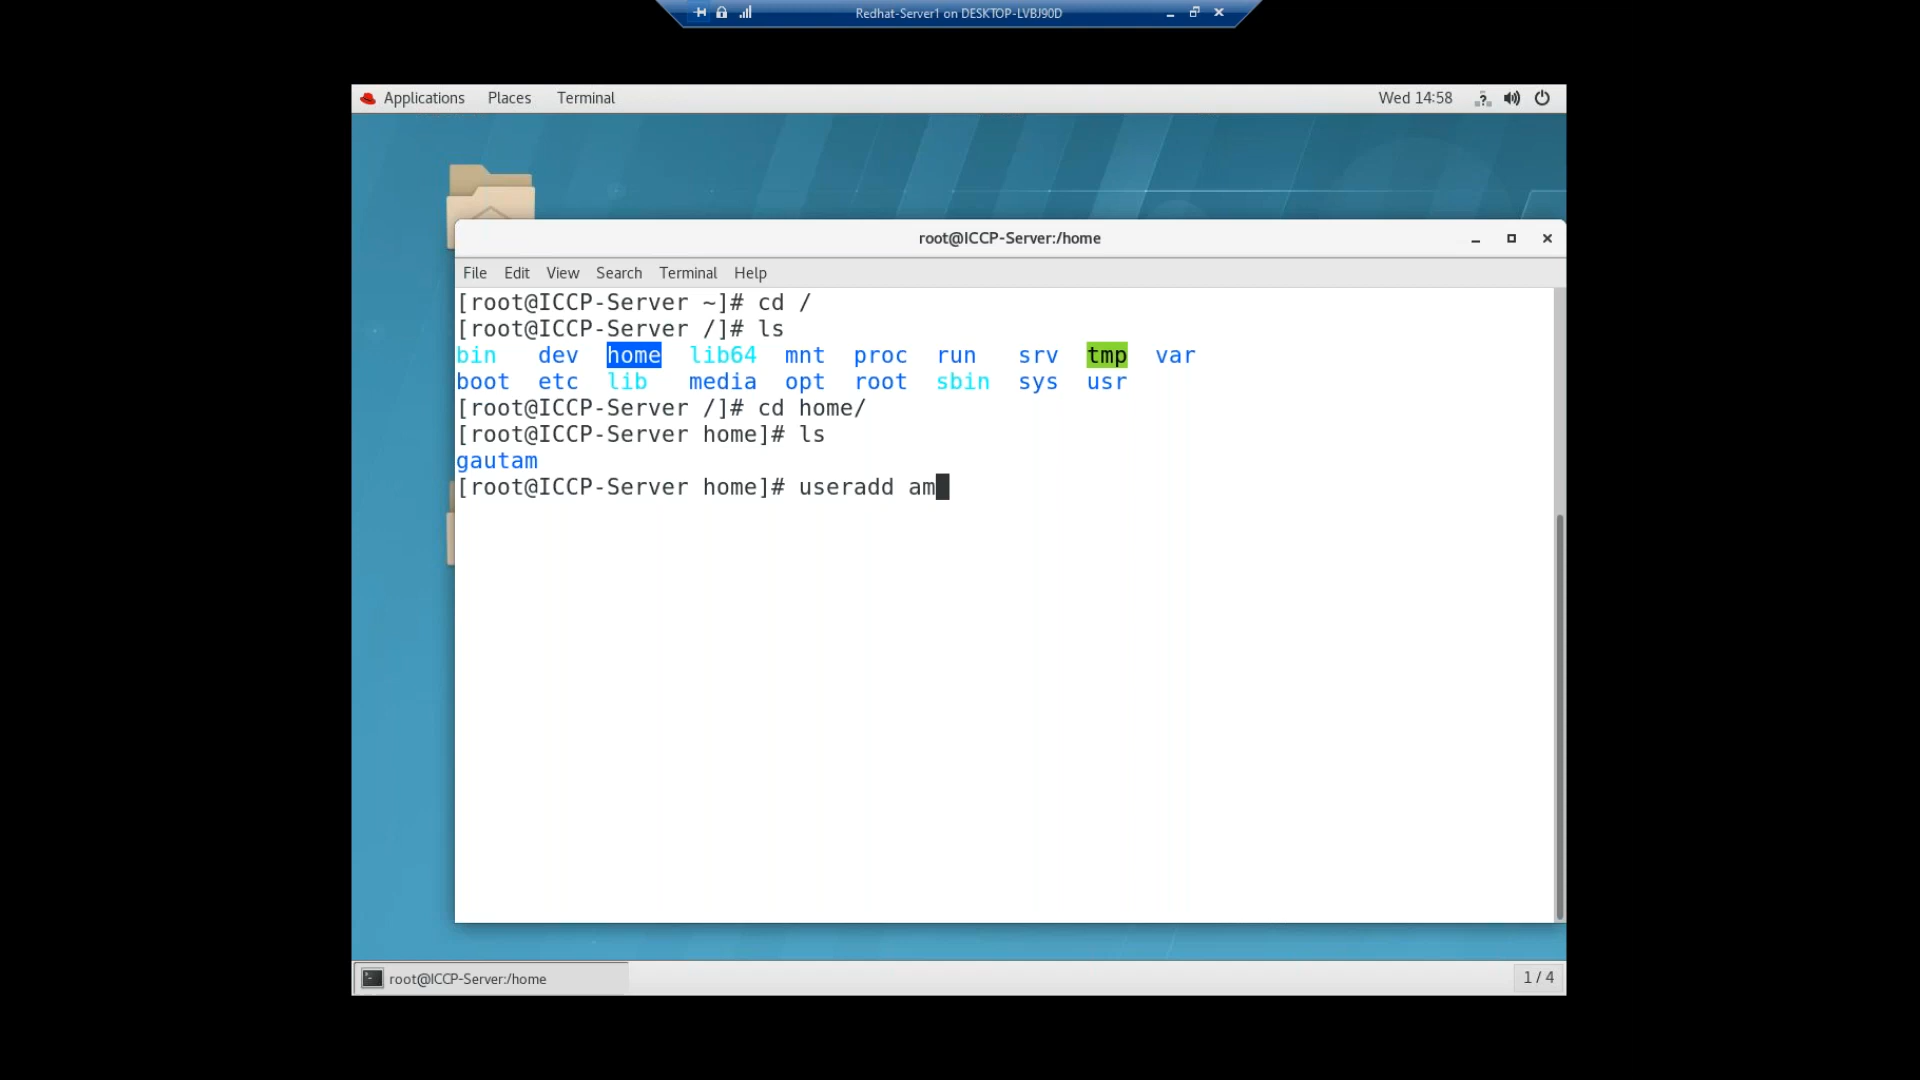 Redhat-Server1 on DESKTOP-LVBJ90D
Applications Places Terminal Wed 14:58
root@ICCP-Server:/home
File Edit View Search Terminal Help
[root@ICCP-Server ~]# cd /
[root@ICCP-Server /]# ls
bin dev home lib64 mnt proc run srv tmp var
boot etc lib media opt root sbin sys usr
[root@ICCP-Server /]# cd home/
[root@ICCP-Server home]# ls
gautam
[root@ICCP-Server home]# useradd am
root@ICCP-Server:/home 1 / 4